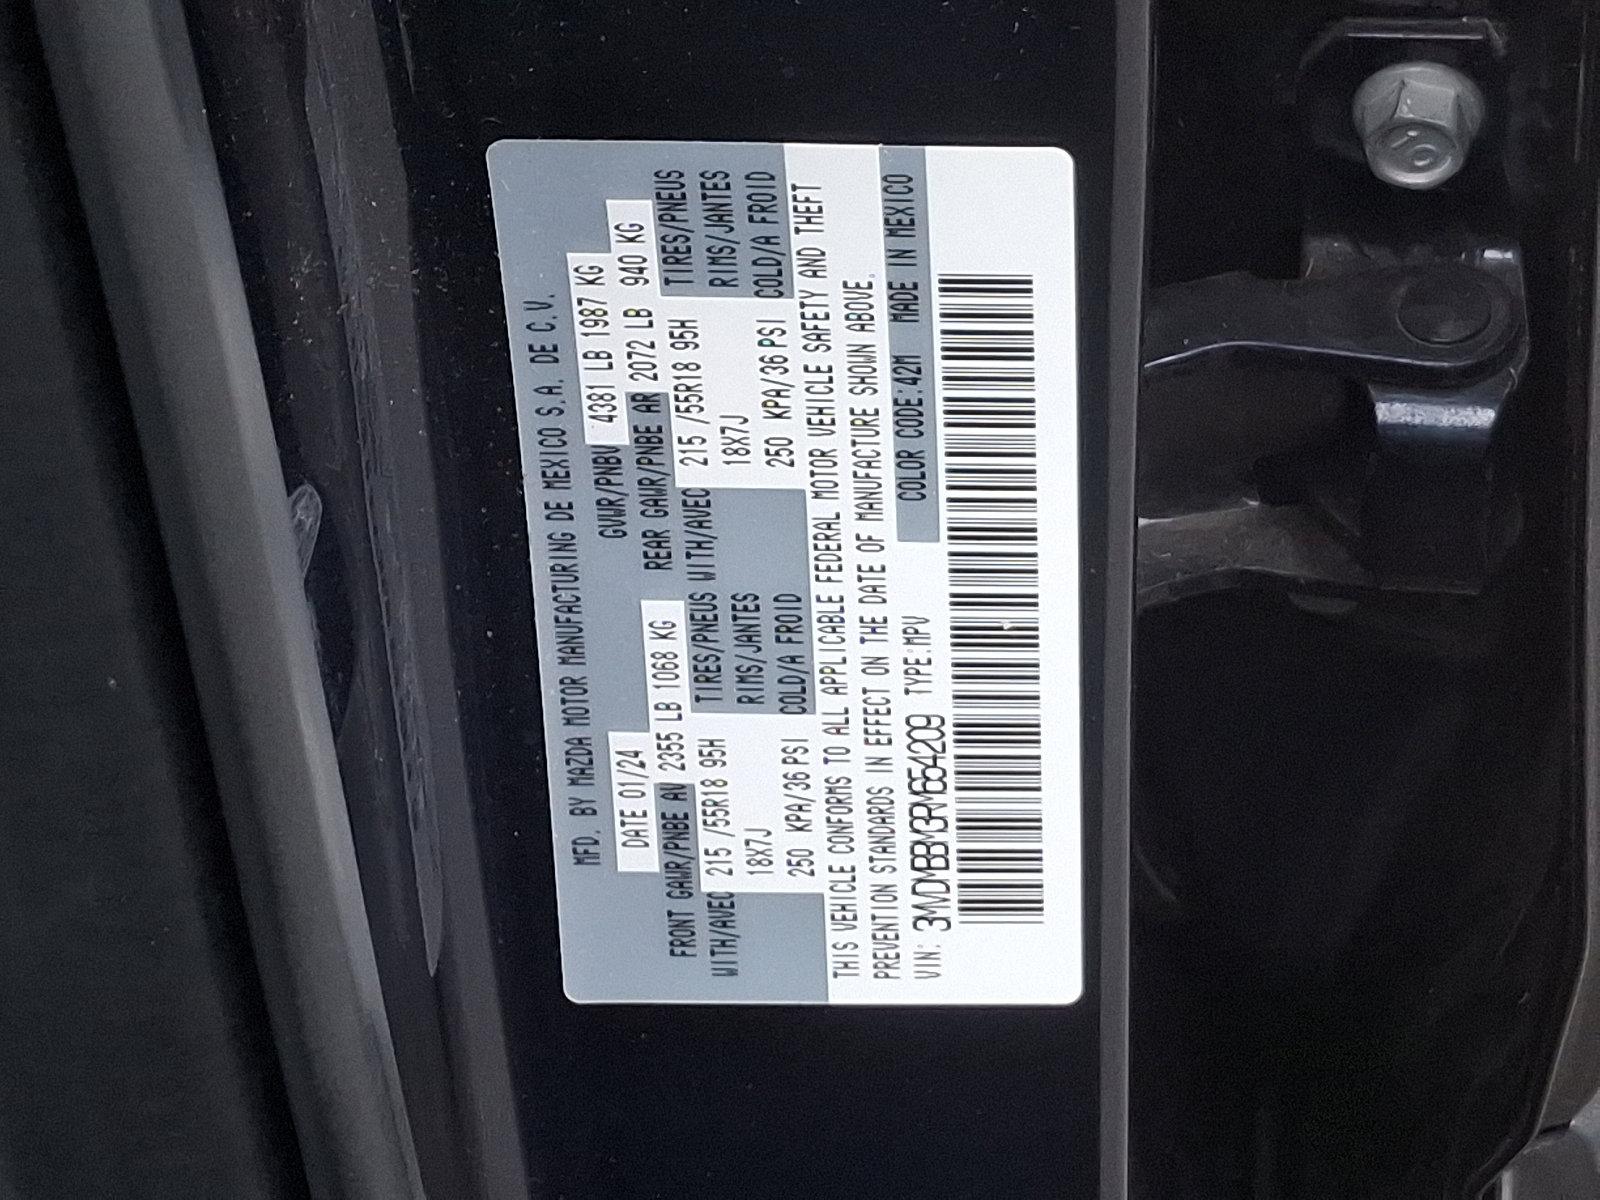 MFD. BY MAZDA MOTOR MANUFACTURING DE MEXICO S.A. DE C.V.
DATE 01/24 GVWR/PNBV 4381 LB 1987 KG
FRONT GAWR/PNBE AV 2355 LB 1068 KG REAR GAWR/PNBE AR 2072 LB 940 KG
WITH/AVEC 215 /55R18 95H TIRES/PNEUS WITH/AVEC 215 /55R18 95H TIRES/PNEUS
18X7J RIMS/JANTES 18X7J RIMS/JANTES
250 KPA/36 PSI COLD/A FROID 250 KPA/36 PSI COLD/A FROID
THIS VEHICLE CONFORMS TO ALL APPLICABLE FEDERAL MOTOR VEHICLE SAFETY AND THEFT
PREVENTION STANDARDS IN EFFECT ON THE DATE OF MANUFACTURE SHOWN ABOVE.
VIN: 3MVDMBBM3RM654209 TYPE:MPV COLOR CODE:42M MADE IN MEXICO